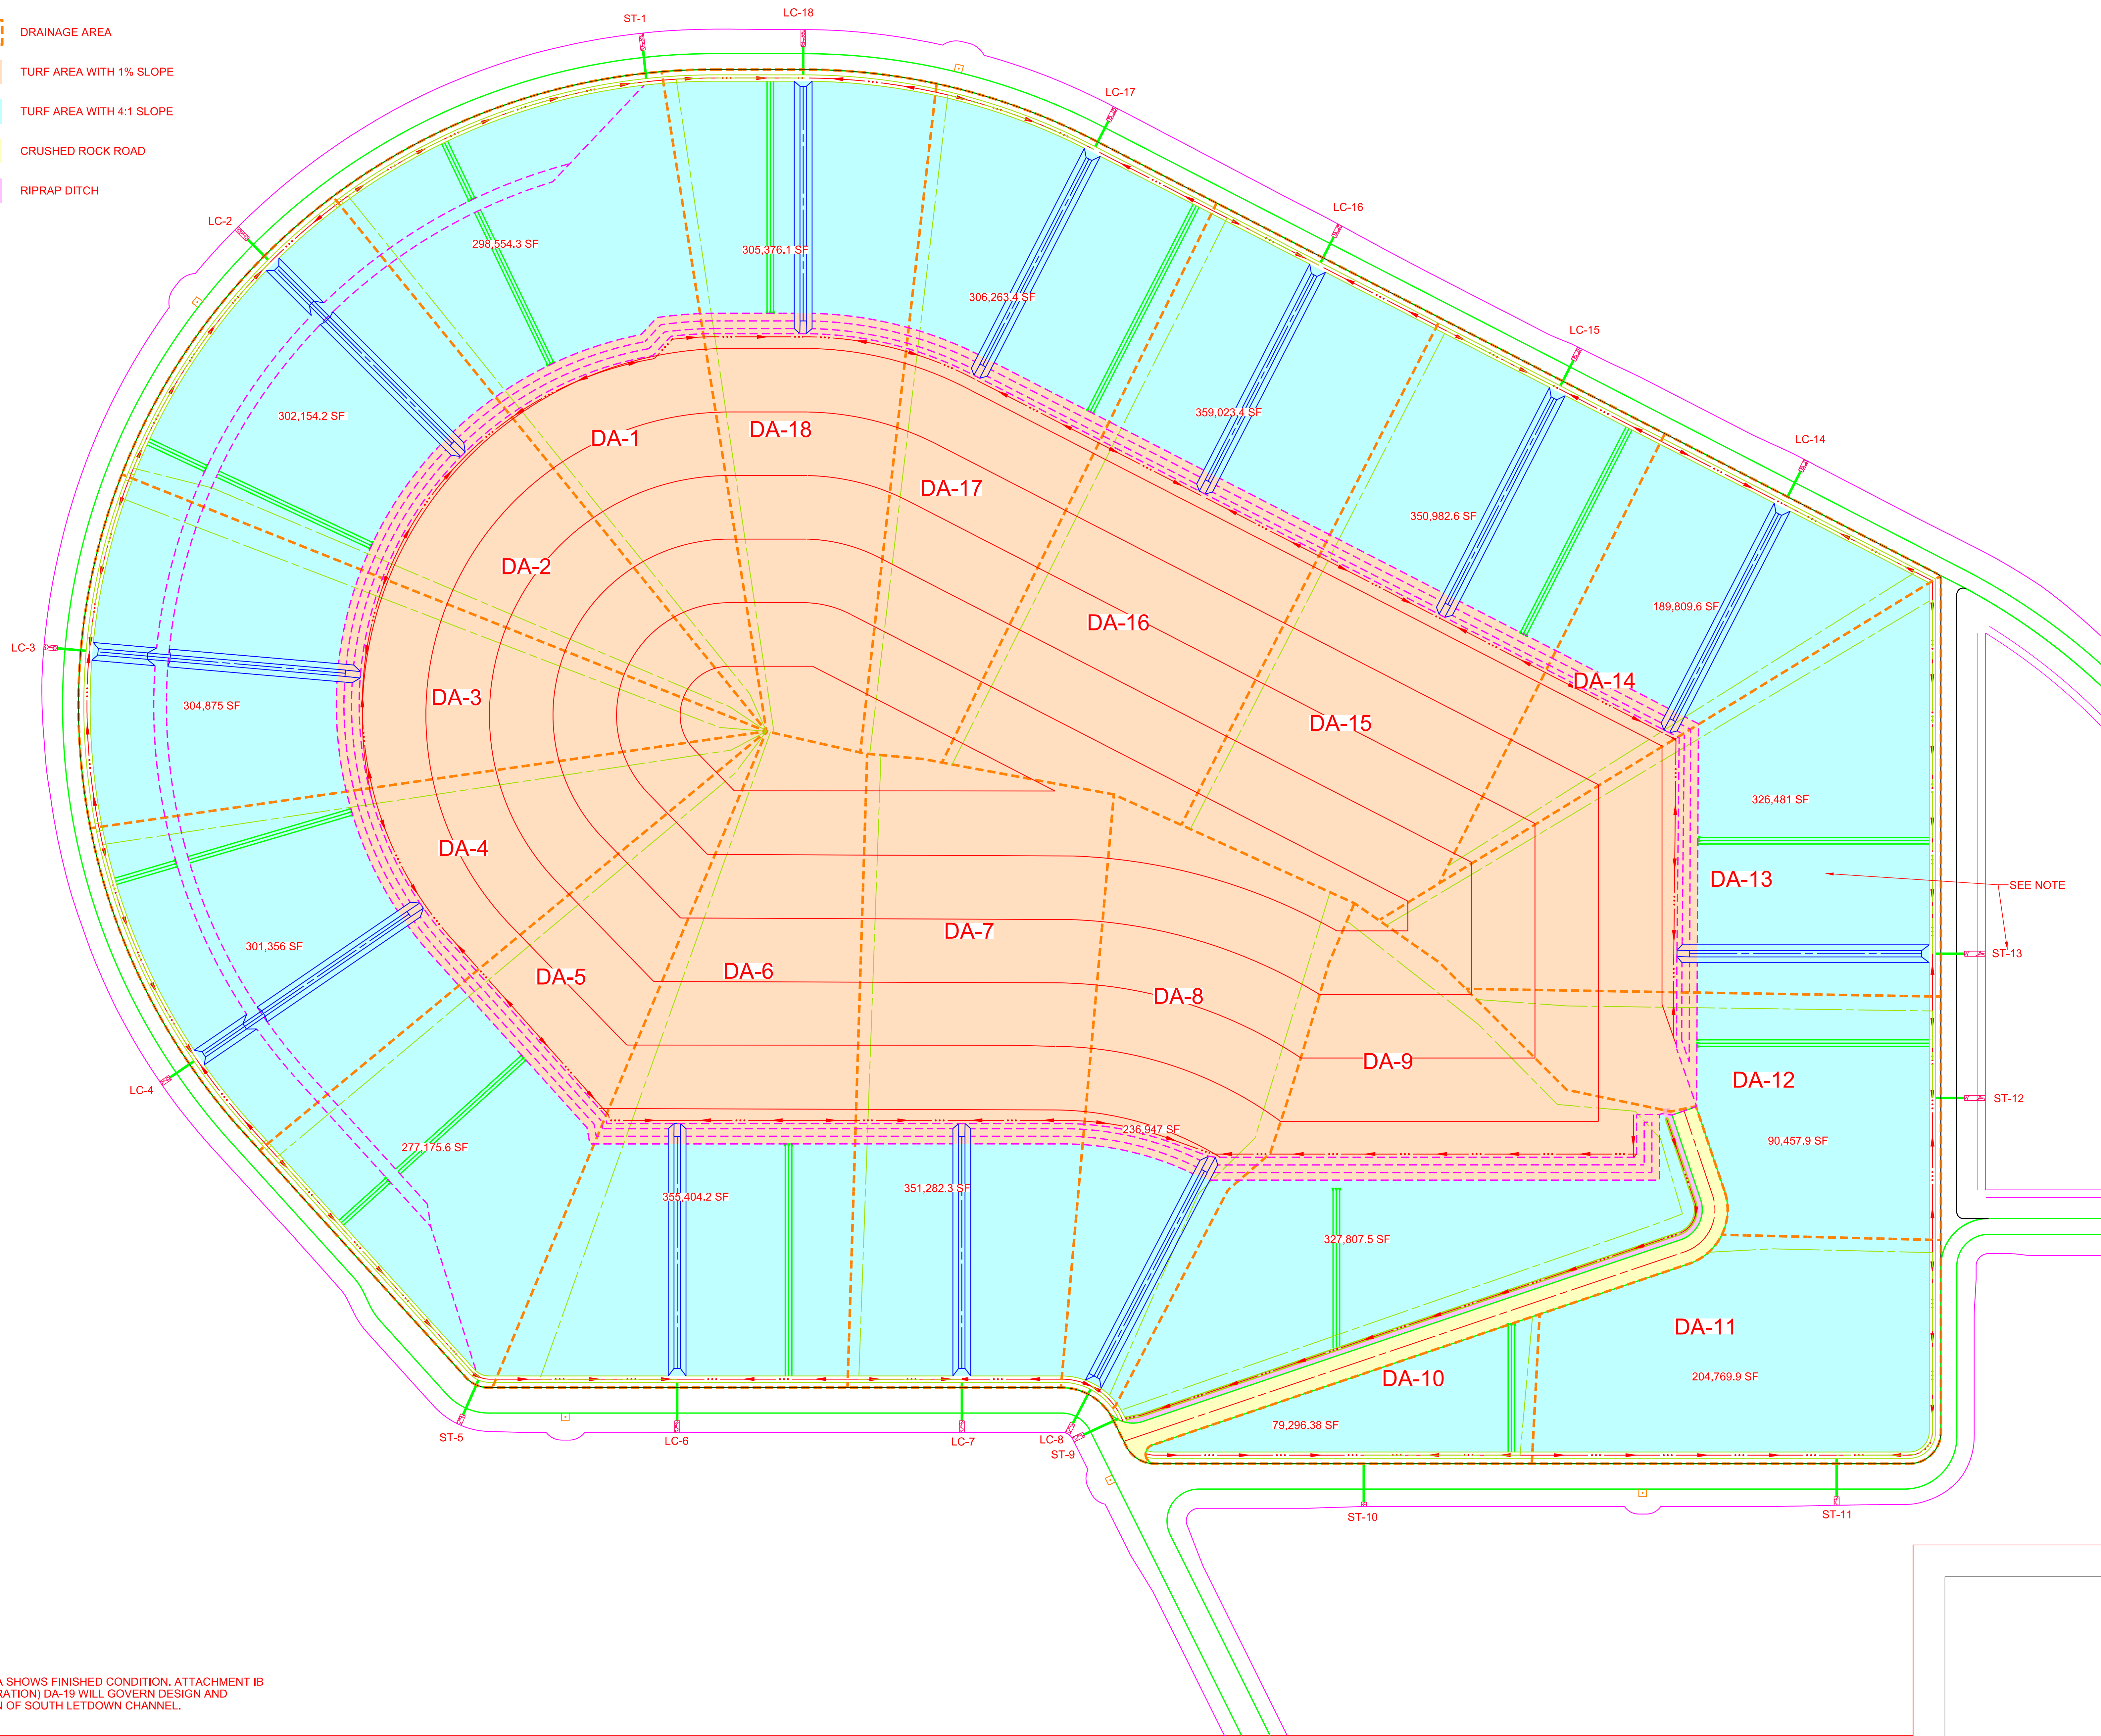 DRAINAGE AREA
TURF AREA WITH 1% SLOPE
TURF AREA WITH 4:1 SLOPE
CRUSHED ROCK ROAD
RIPRAP DITCH
ST-1
LC-18
LC-17
LC-16
LC-15
LC-14
LC-2
LC-3
LC-4
298,554.3 SF
305,376.1 SF
306,263.4 SF
359,023.4 SF
350,982.6 SF
189,809.6 SF
302,154.2 SF
304,875 SF
301,356 SF
277,175.6 SF
326,481 SF
DA-1
DA-18
DA-17
DA-2
DA-16
DA-3
DA-14
DA-15
DA-4
DA-13
SEE NOTE
DA-7
DA-6
DA-5
DA-8
ST-13
DA-9
DA-12
ST-12
236,947 SF
90,457.9 SF
355,404.2 SF
351,282.3 SF
327,807.5 SF
DA-11
DA-10
204,769.9 SF
79,296.38 SF
ST-5
LC-6
LC-7
LC-8
ST-9
ST-10
ST-11
A SHOWS FINISHED CONDITION. ATTACHMENT IB
RATION) DA-19 WILL GOVERN DESIGN AND
N OF SOUTH LETDOWN CHANNEL.